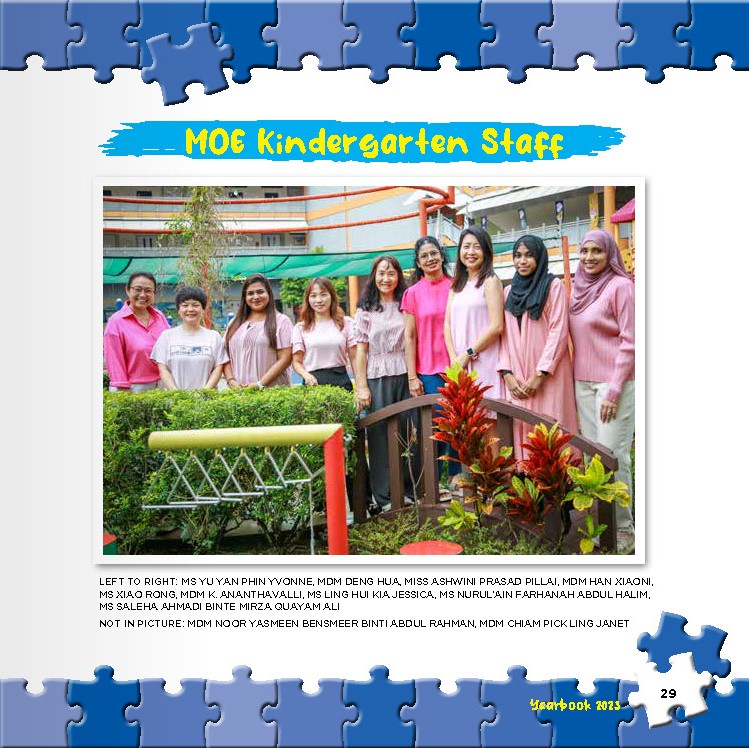 MOE Kindergarten Staff
LEFT TO RIGHT: MS YU YAN PHIN YVONNE, MDM DENG HUA, MISS ASHWINI PRASAD PILLAI, MDM HAN XIAONI,
MS XIAO RONG, MDM K. ANANTHAVALLI, MS LING HUI KIA JESSICA, MS NURUL'AIN FARHANAH ABDUL HALIM,
MS SALEHA AHMADI BINTE MIRZA QUAYAM ALI
NOT IN PICTURE: MDM NOOR YASMEEN BENSMEER BINTI ABDUL RAHMAN, MDM CHIAM PICK LING JANET
Yearbook 2023
29